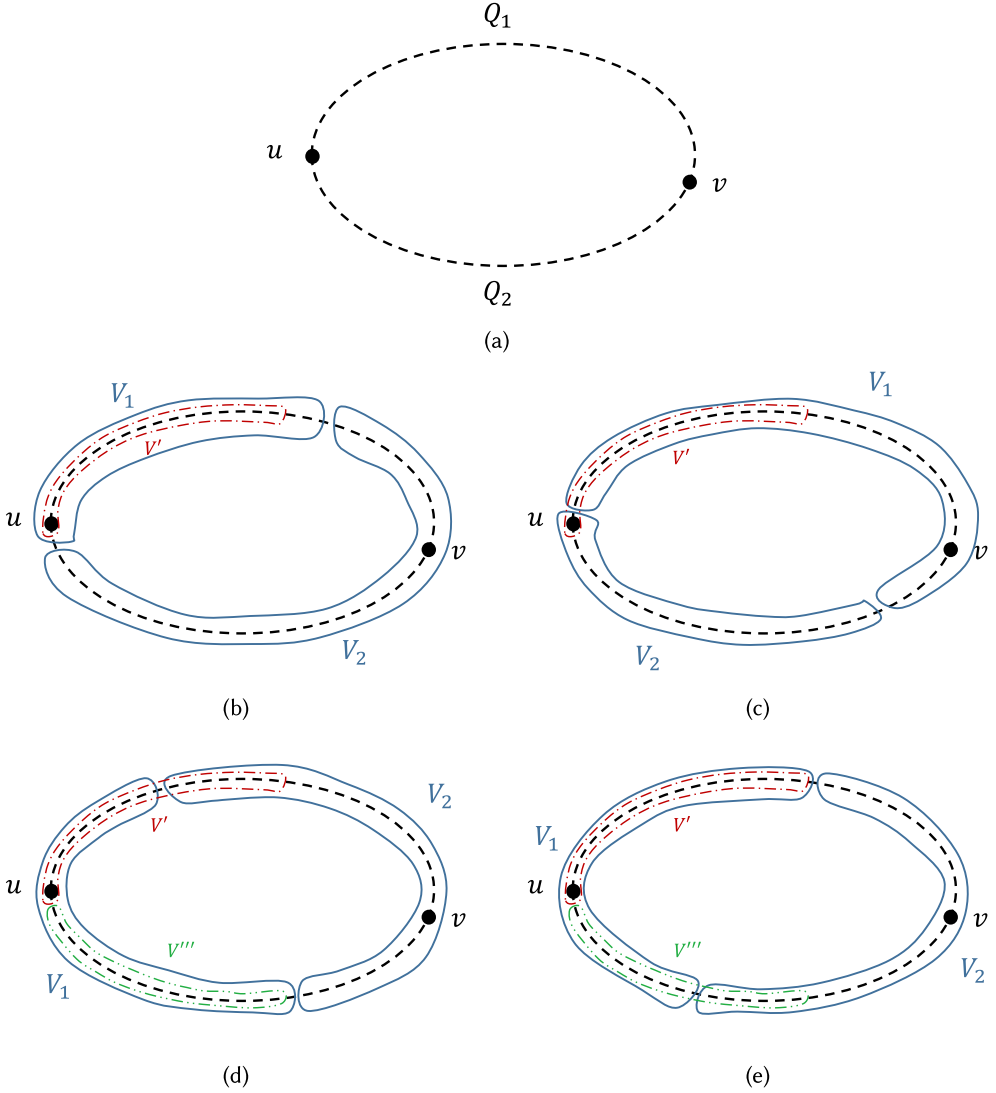 Q₁
u
v
Q₂
(a)
V₁
V₁
V′
V′
u
v
u
v
V₂
V₂
(b)
(c)
V₂
V′
V′
V₁
u
v
u
v
V‴
V‴
V₁
V₂
(d)
(e)